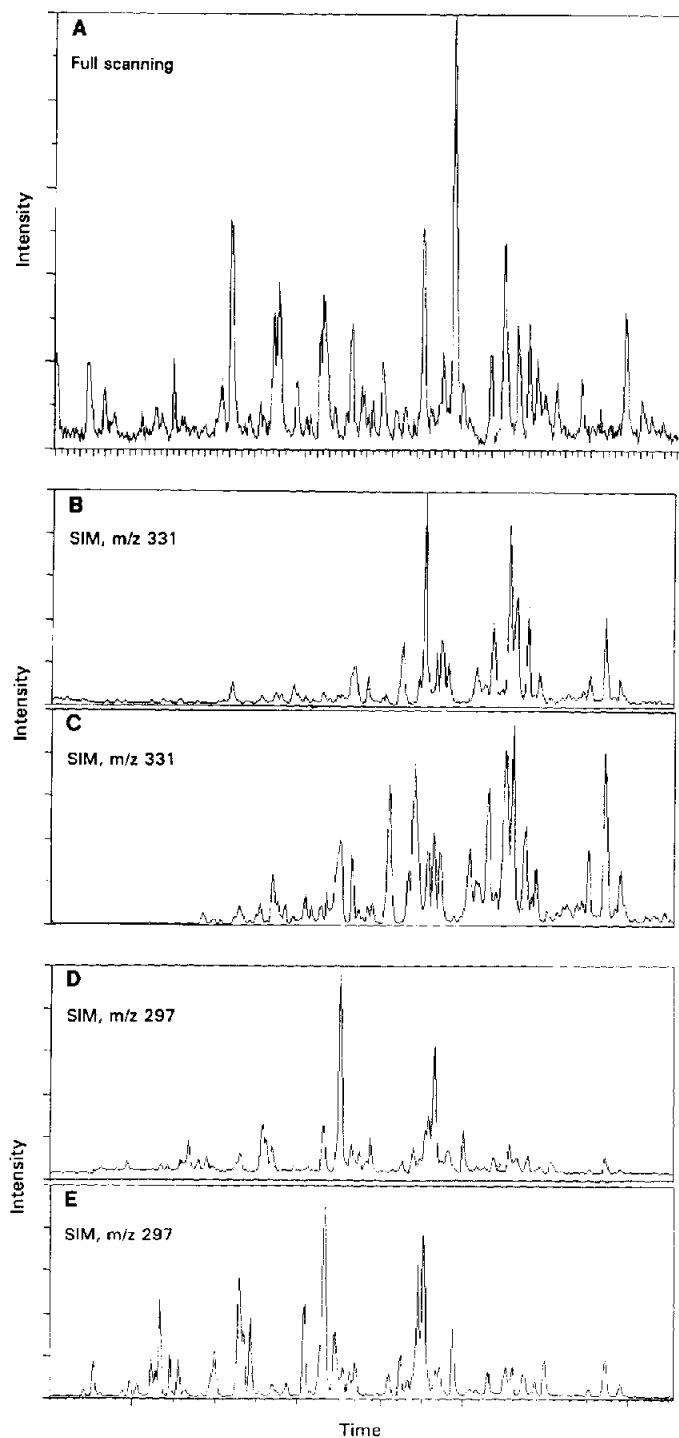 A
Full scanning
Intensity
B
SIM, m/z 331
C
SIM, m/z 331
Intensity
D
SIM, m/z 297
E
SIM, m/z 297
Intensity
Time